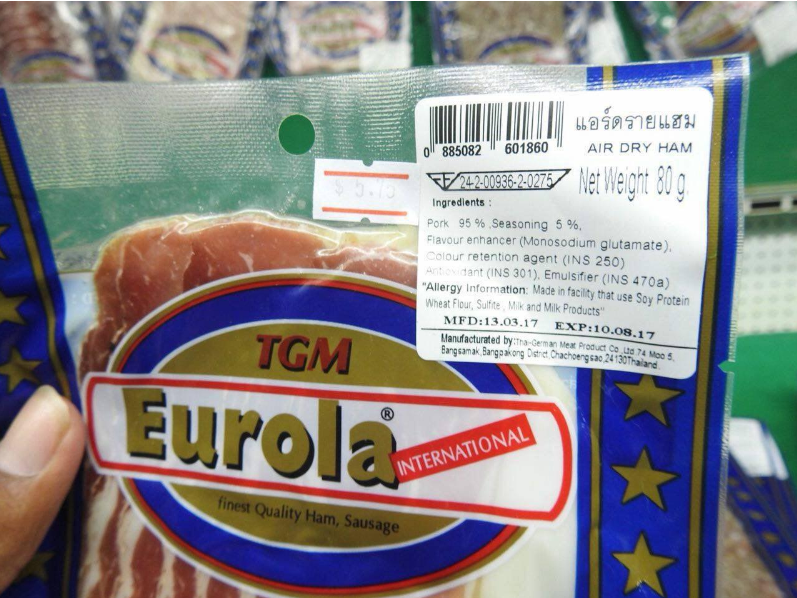 0 885082 601860
แอร์ดรายแฮม
AIR DRY HAM
24-2-00936-2-0275
Net Weight 80 g.
Ingredients :
Pork 95 % ,Seasoning 5 %,
Flavour enhancer (Monosodium glutamate),
Colour retention agent (INS 250)
Antioxidant (INS 301), Emulsifier (INS 470a)
"Allergy Information: Made in facility that use Soy Protein
Wheat Flour, Sulfite , Milk and Milk Products"
MFD:13.03.17 EXP:10.08.17
Manufactured by:Thai-German Meat Product Co.,Ltd.74 Moo 5,
Bangsamak,Bangpakong District,Chachoengsao,24130Thailand.
TGM
Eurola®
INTERNATIONAL
finest Quality Ham, Sausage